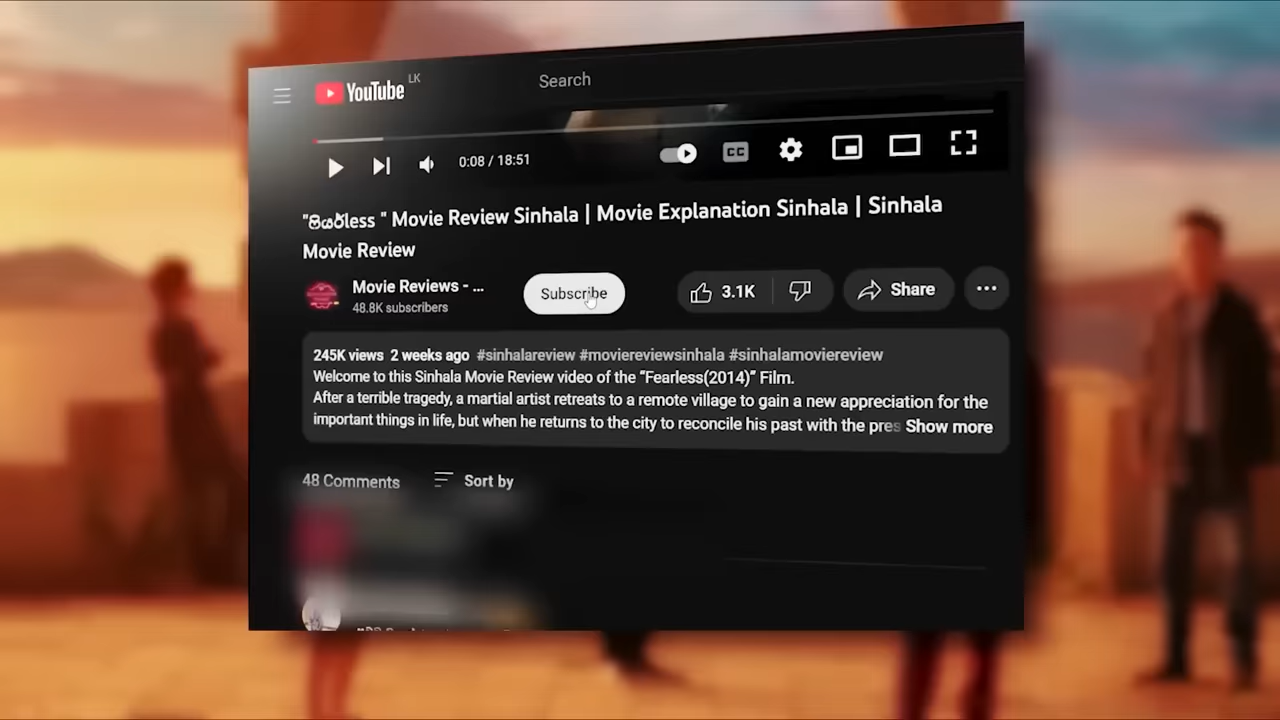 YouTube LK
Search
0:08 / 18:51
CC
"ෆියර්less " Movie Review Sinhala | Movie Explanation Sinhala | Sinhala
Movie Review
Movie Reviews - ...
48.8K subscribers
Subscribe
3.1K
Share
245K views 2 weeks ago #sinhalareview #moviereviewsinhala #sinhalamoviereview
Welcome to this Sinhala Movie Review video of the “Fearless(2014)” Film.
After a terrible tragedy, a martial artist retreats to a remote village to gain a new appreciation for the
important things in life, but when he returns to the city to reconcile his past with the pres Show more
48 Comments
Sort by